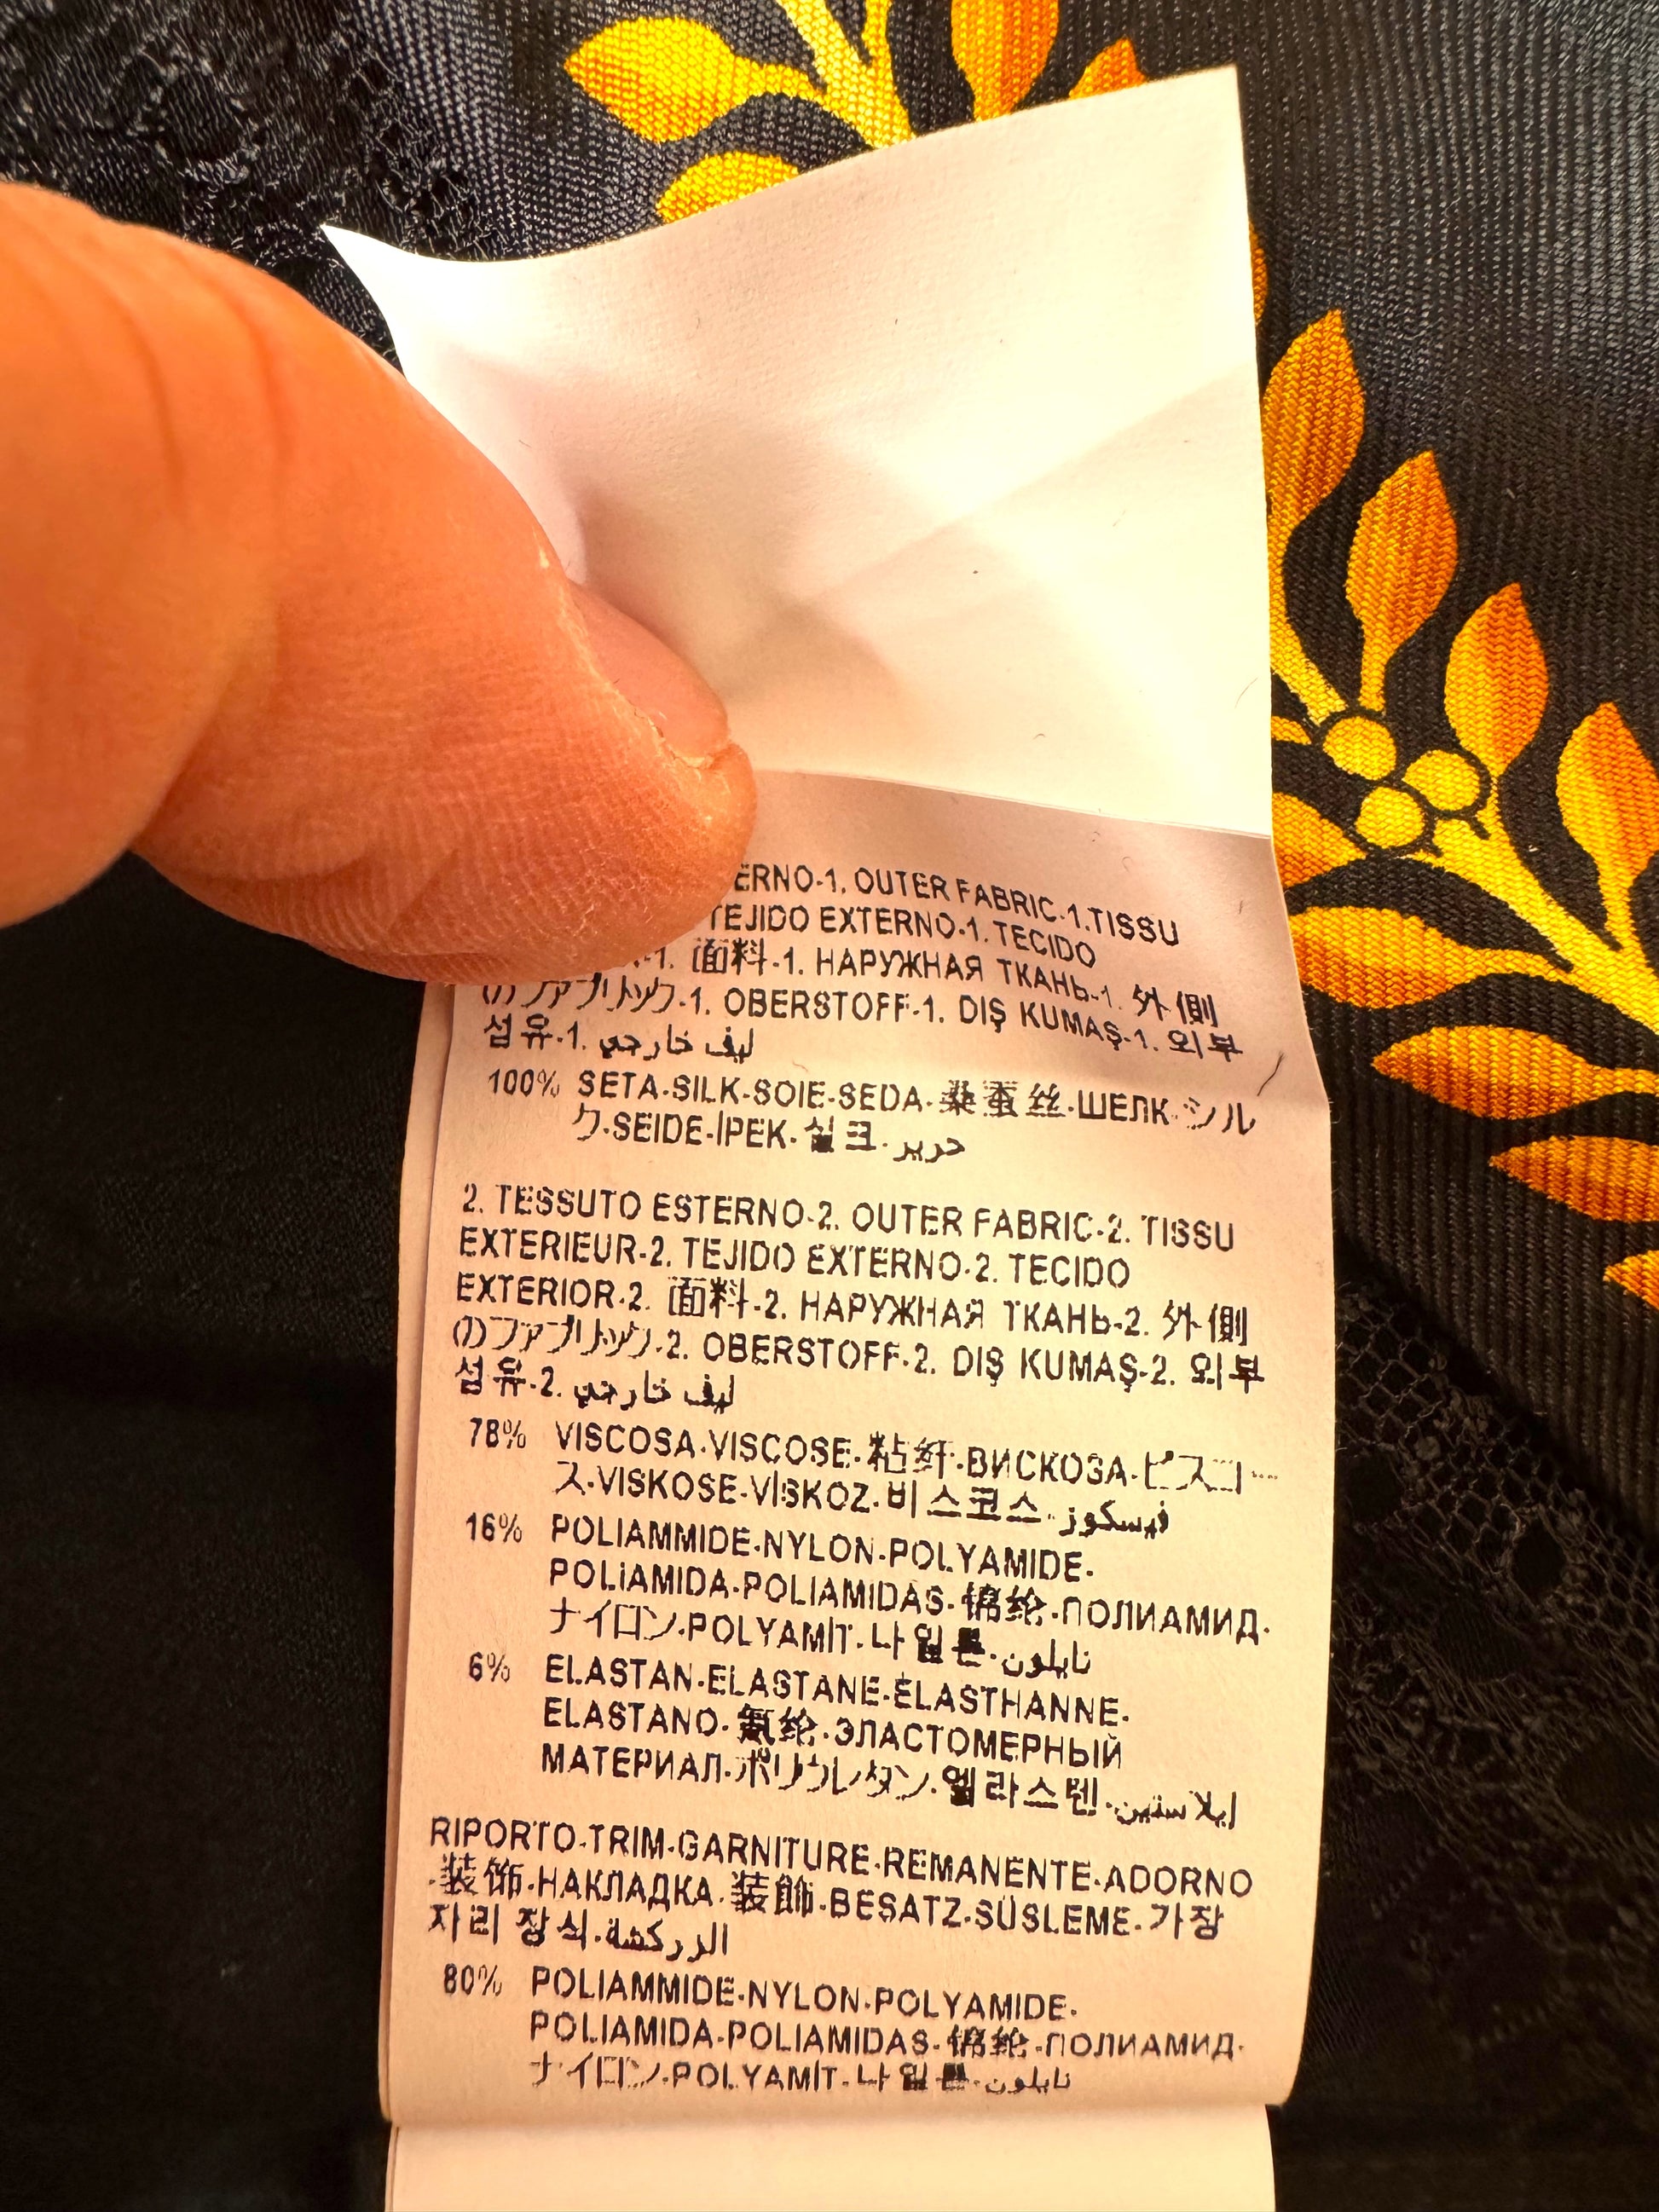 ERNO-1. OUTER FABRIC-1.TISSU
TEJIDO EXTERNO-1. TECIDO
-1. 面料-1. НАРУЖНАЯ ТКАНЬ-1. 外側
のファブリック-1. OBERSTOFF-1. DIŞ KUMAŞ-1. 외부
섬유-1. ليف خارجي
100% SETA-SILK-SOIE-SEDA-桑蚕丝-ШЕЛК-シル
ク-SEIDE-İPEK-실크-حرير
2. TESSUTO ESTERNO-2. OUTER FABRIC-2. TISSU
EXTERIEUR-2. TEJIDO EXTERNO-2. TECIDO
EXTERIOR-2. 面料-2. НАРУЖНАЯ ТКАНЬ-2. 外側
のファブリック-2. OBERSTOFF-2. DIŞ KUMAŞ-2. 외부
섬유-2. ليف خارجي
78% VISCOSA-VISCOSE-粘纤-ВИСКОЗА-ビスコー
ス-VISKOSE-VİSKOZ-비스코스-فيسكوز
16% POLIAMMIDE-NYLON-POLYAMIDE-
POLIAMIDA-POLIAMIDAS-锦纶-ПОЛИАМИД-
ナイロン-POLYAMİT-나일론-نايلون
6% ELASTAN-ELASTANE-ÉLASTHANNE-
ELASTANO-氨纶-ЭЛАСТОМЕРНЫЙ
МАТЕРИАЛ-ポリウレタン-엘라스텐-إيلاستين
RIPORTO-TRIM-GARNITURE-REMANENTE-ADORNO
-装饰-НАКЛАДКА-装飾-BESATZ-SÜSLEME-가장
자리 장식-الزركشة
80% POLIAMMIDE-NYLON-POLYAMIDE-
POLIAMIDA-POLIAMIDAS-锦纶-ПОЛИАМИД-
ナイロン-POLYAMİT-나일론-نايلون